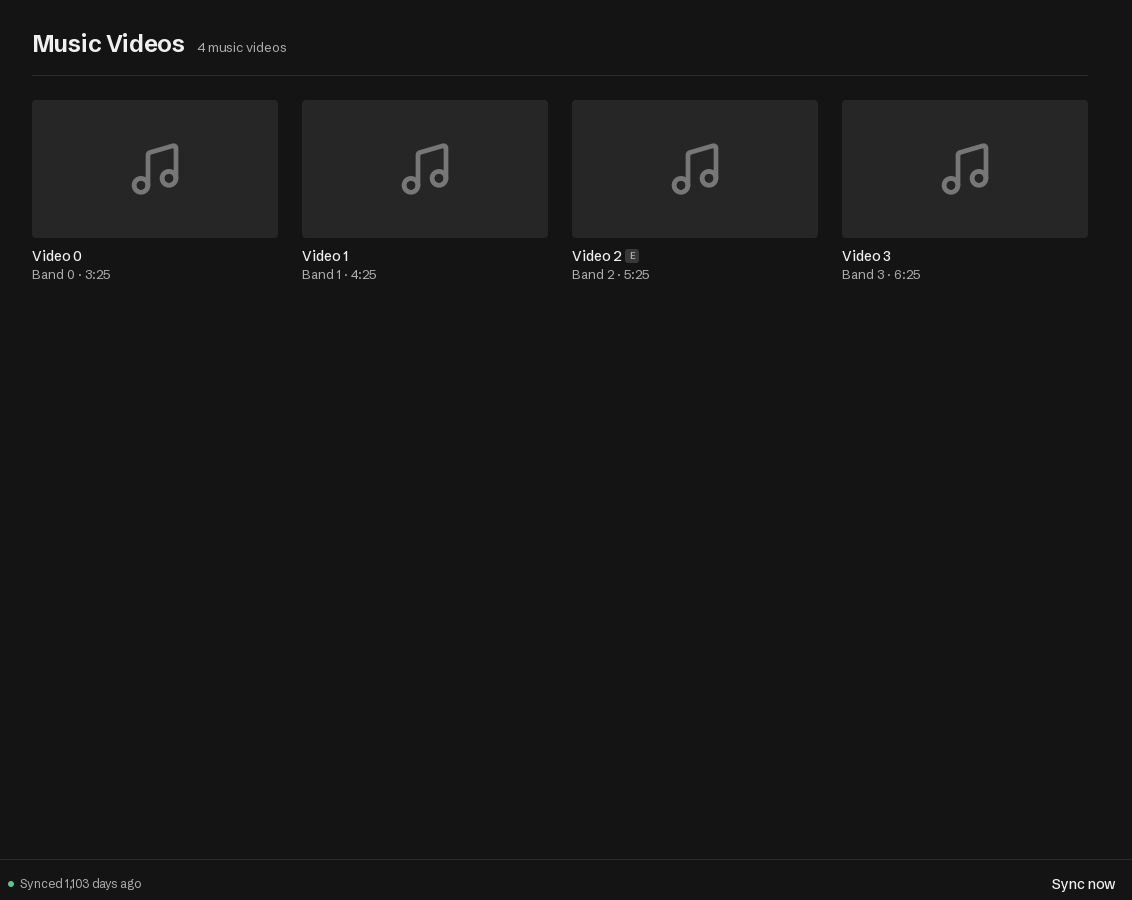 Music Videos 4 music videos
Video 0
Band 0 · 3:25
Video 1
Band 1 · 4:25
Video 2 E
Band 2 · 5:25
Video 3
Band 3 · 6:25
Synced 1,103 days ago
Sync now